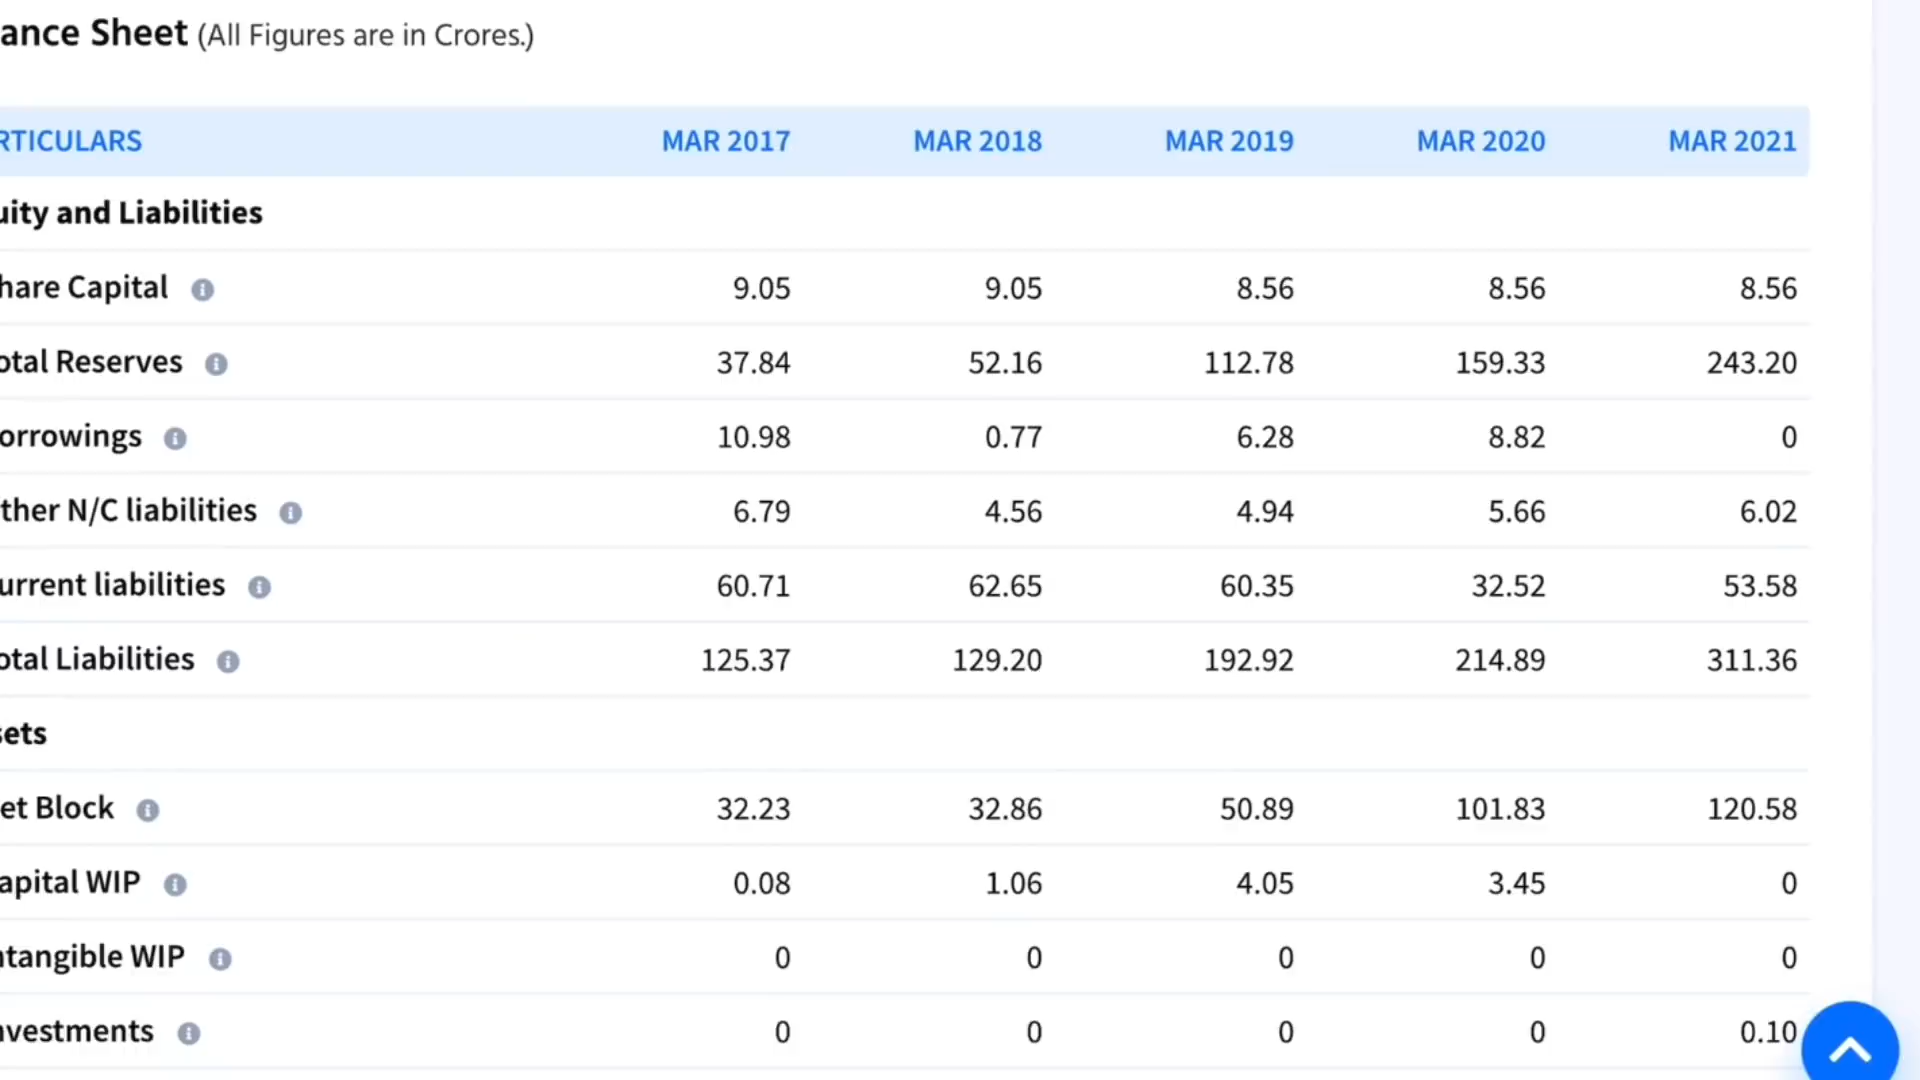 ance Sheet (All Figures are in Crores.)
RTICULARS MAR 2017 MAR 2018 MAR 2019 MAR 2020 MAR 2021
uity and Liabilities
hare Capital 9.05 9.05 8.56 8.56 8.56
otal Reserves 37.84 52.16 112.78 159.33 243.20
orrowings 10.98 0.77 6.28 8.82 0
ther N/C liabilities 6.79 4.56 4.94 5.66 6.02
urrent liabilities 60.71 62.65 60.35 32.52 53.58
otal Liabilities 125.37 129.20 192.92 214.89 311.36
sets
et Block 32.23 32.86 50.89 101.83 120.58
apital WIP 0.08 1.06 4.05 3.45 0
ntangible WIP 0 0 0 0 0
nvestments 0 0 0 0 0.10